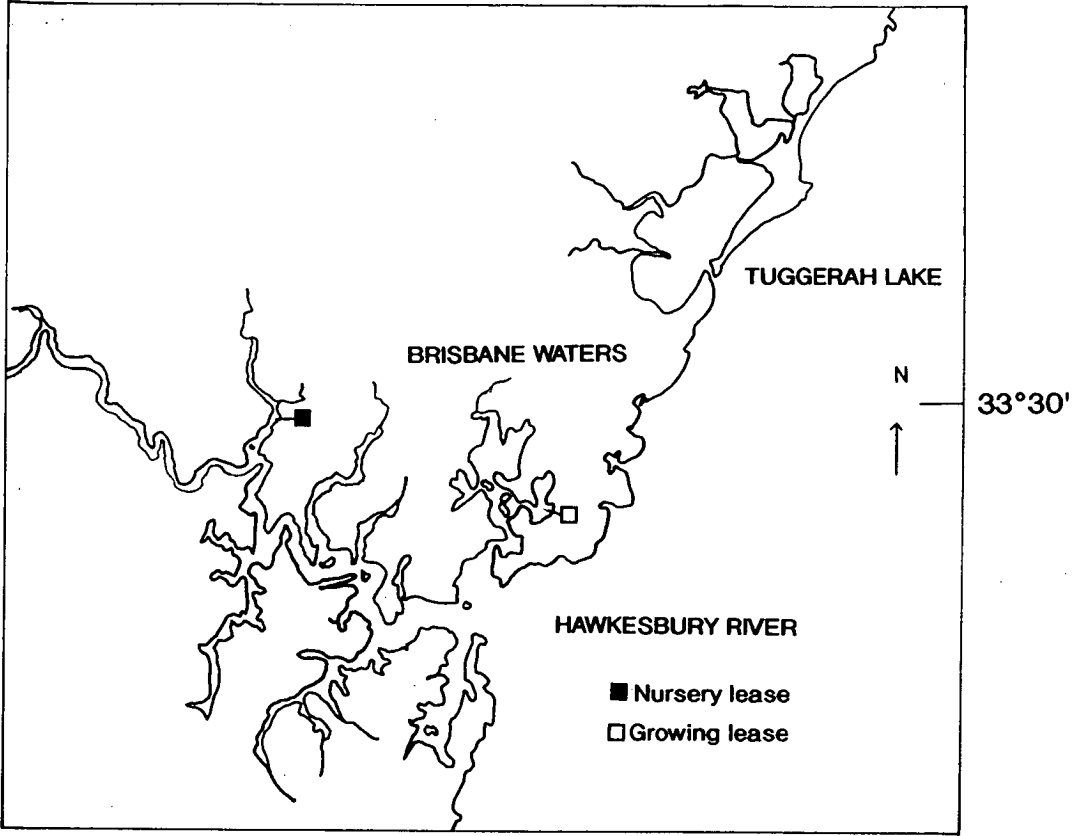 TUGGERAH LAKE
BRISBANE WATERS
N
33°30'
HAWKESBURY RIVER
Nursery lease
Growing lease